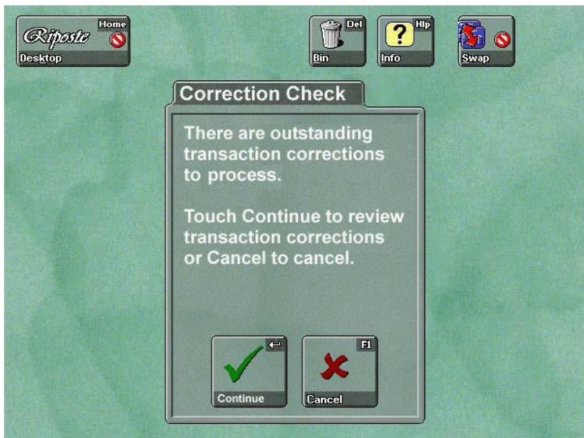 Riposte
Home
Desktop
Del
Bin
Hlp
?
Info
Swap
Correction Check
There are outstanding
transaction corrections
to process.
Touch Continue to review
transaction corrections
or Cancel to cancel.
Continue
F1
Cancel